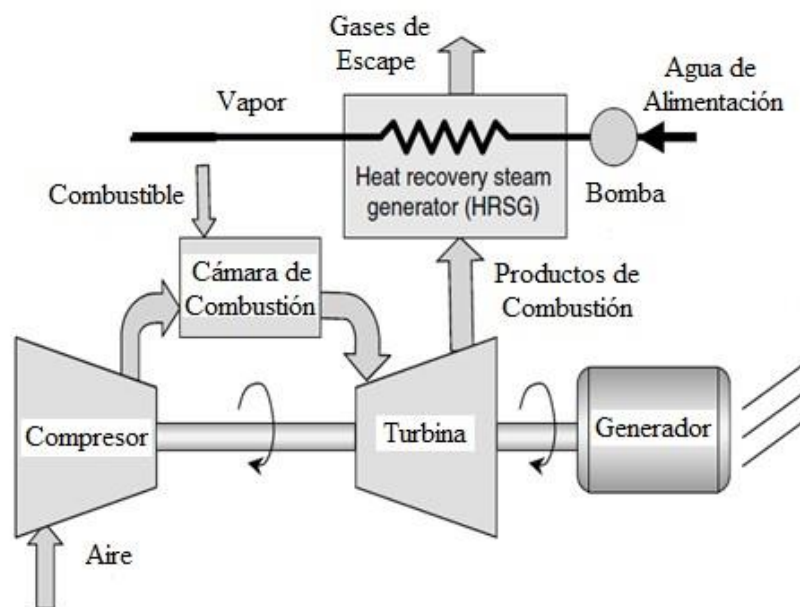 Gases de
Escape
Agua de
Alimentación
Vapor
Heat recovery steam
generator (HRSG)
Bomba
Combustible
Cámara de
Combustión
Productos de
Combustión
Compresor
Turbina
Generador
Aire